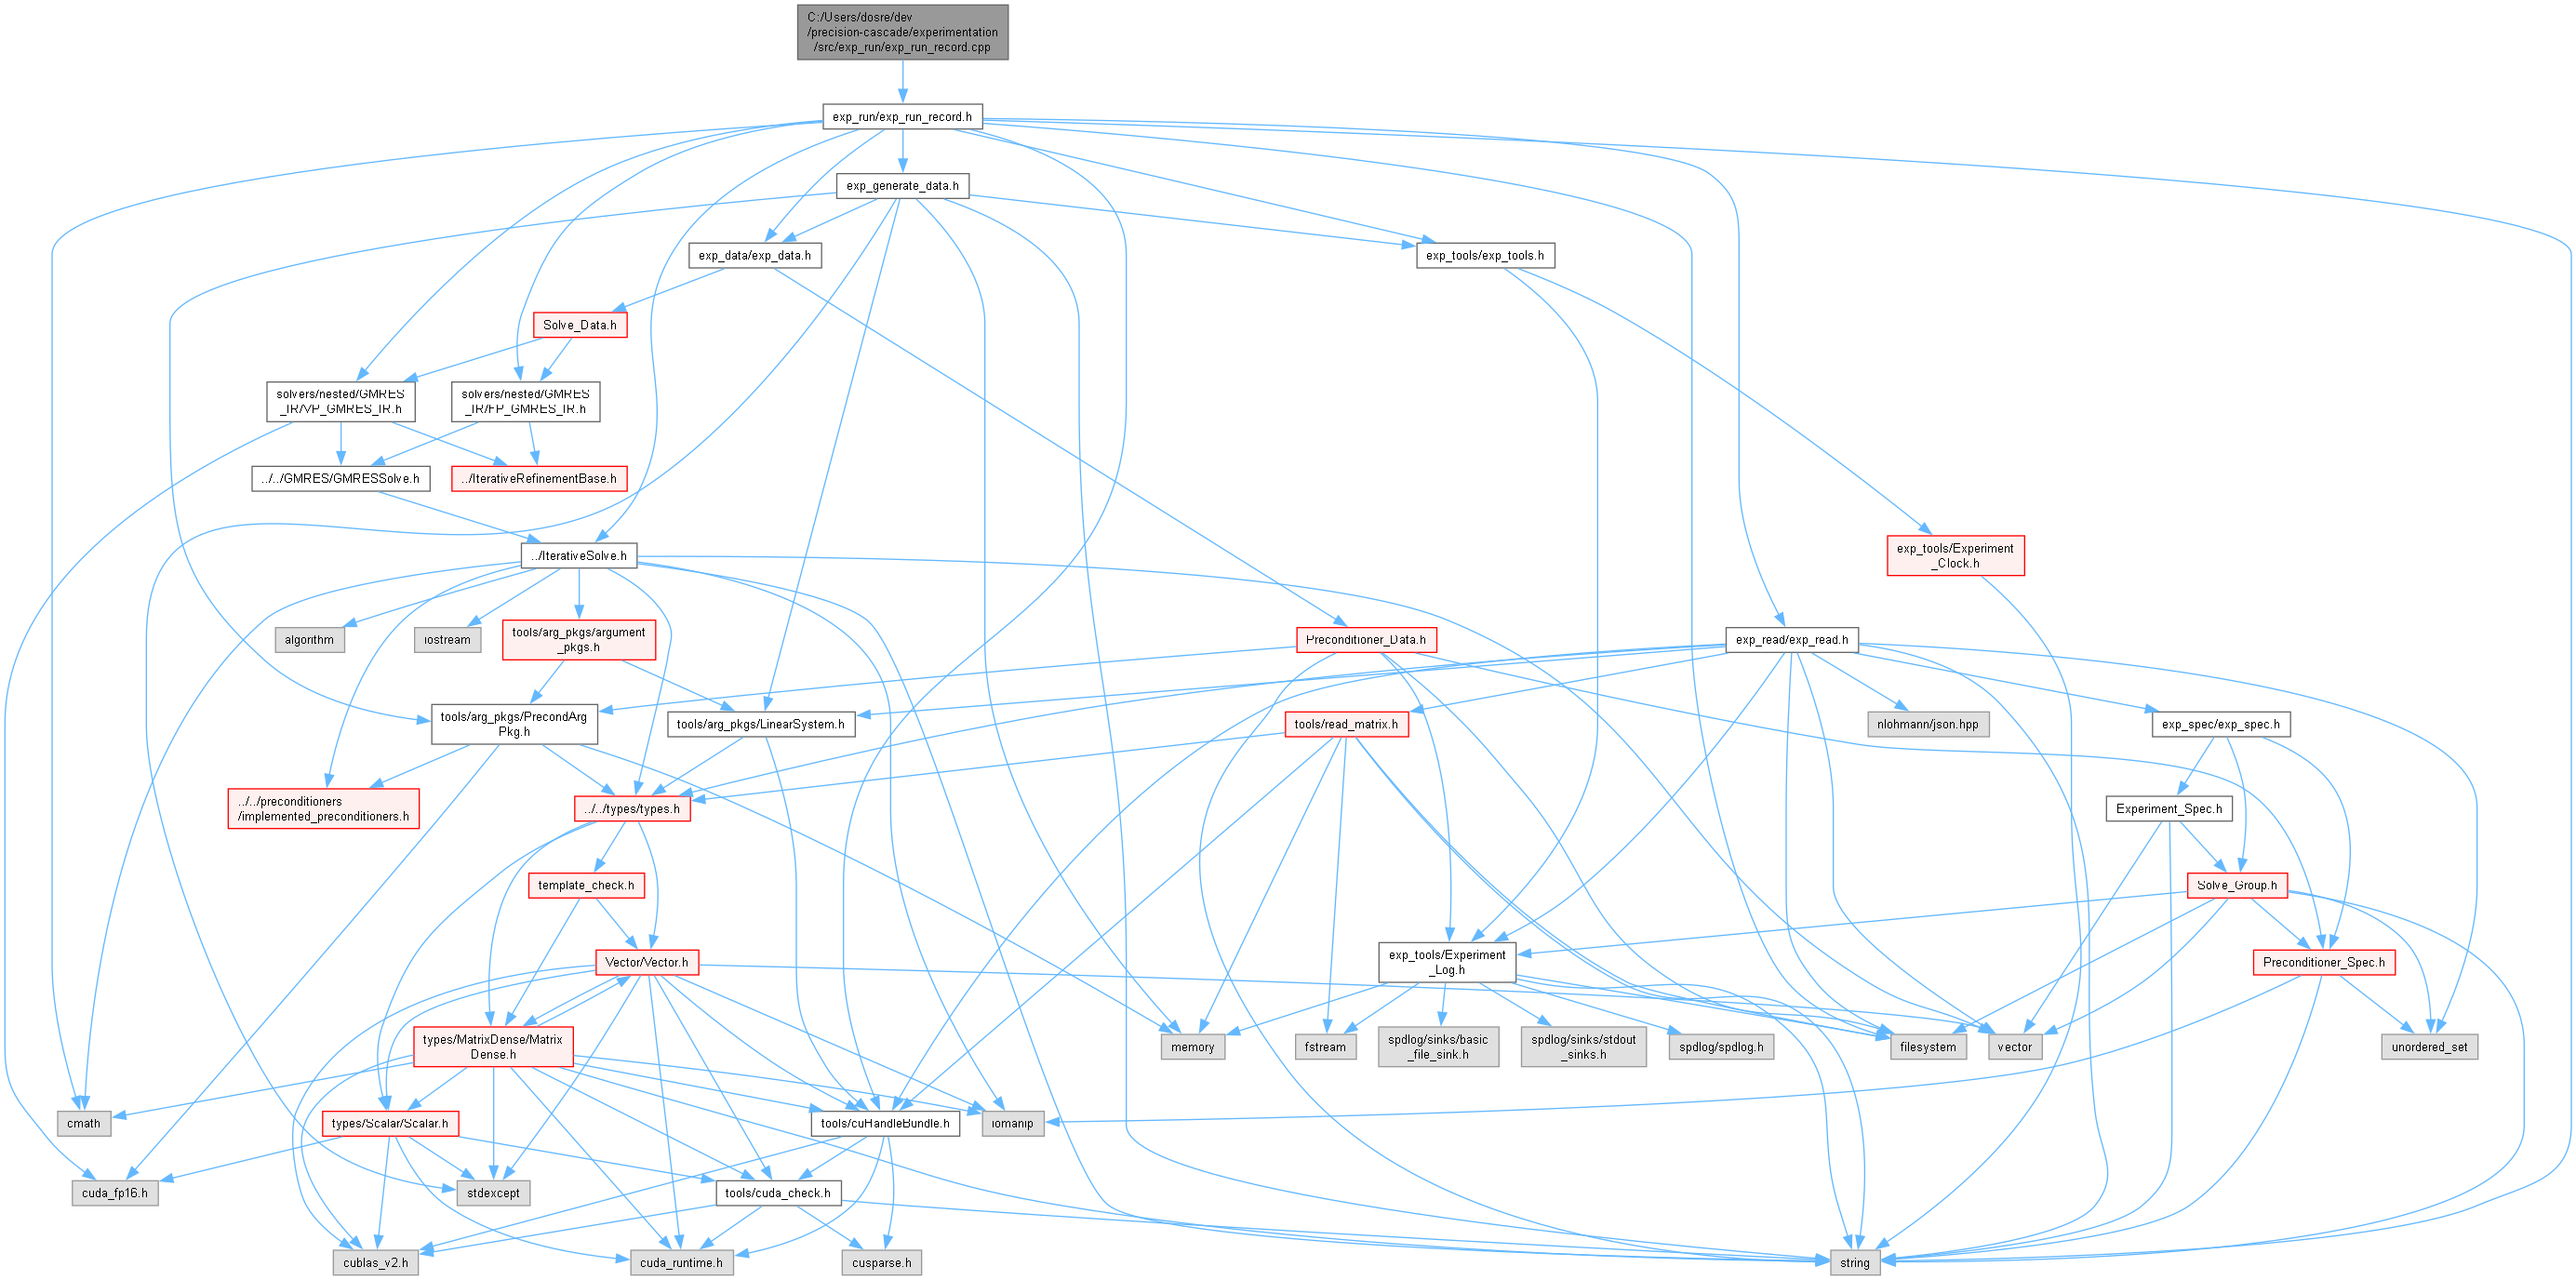 C:/Users/dosre/dev
/precision-cascade/experimentation
/src/exp_run/exp_run_record.cpp
exp_run/exp_run_record.h
exp_generate_data.h
exp_data/exp_data.h
exp_tools/exp_tools.h
Solve_Data.h
solvers/nested/GMRES
_IR/VP_GMRES_IR.h
solvers/nested/GMRES
_IR/FP_GMRES_IR.h
../../GMRES/GMRESSolve.h
../IterativeRefinementBase.h
../IterativeSolve.h
exp_tools/Experiment
_Clock.h
algorithm
iostream
tools/arg_pkgs/argument
_pkgs.h
Preconditioner_Data.h
exp_read/exp_read.h
tools/arg_pkgs/PrecondArg
Pkg.h
tools/arg_pkgs/LinearSystem.h
tools/read_matrix.h
nlohmann/json.hpp
exp_spec/exp_spec.h
../../preconditioners
/implemented_preconditioners.h
../../types/types.h
Experiment_Spec.h
template_check.h
Solve_Group.h
Vector/Vector.h
exp_tools/Experiment
_Log.h
Preconditioner_Spec.h
types/MatrixDense/Matrix
Dense.h
memory
fstream
spdlog/sinks/basic
_file_sink.h
spdlog/sinks/stdout
_sinks.h
spdlog/spdlog.h
filesystem
vector
unordered_set
cmath
types/Scalar/Scalar.h
tools/cuHandleBundle.h
iomanip
cuda_fp16.h
stdexcept
tools/cuda_check.h
cublas_v2.h
cuda_runtime.h
cusparse.h
string